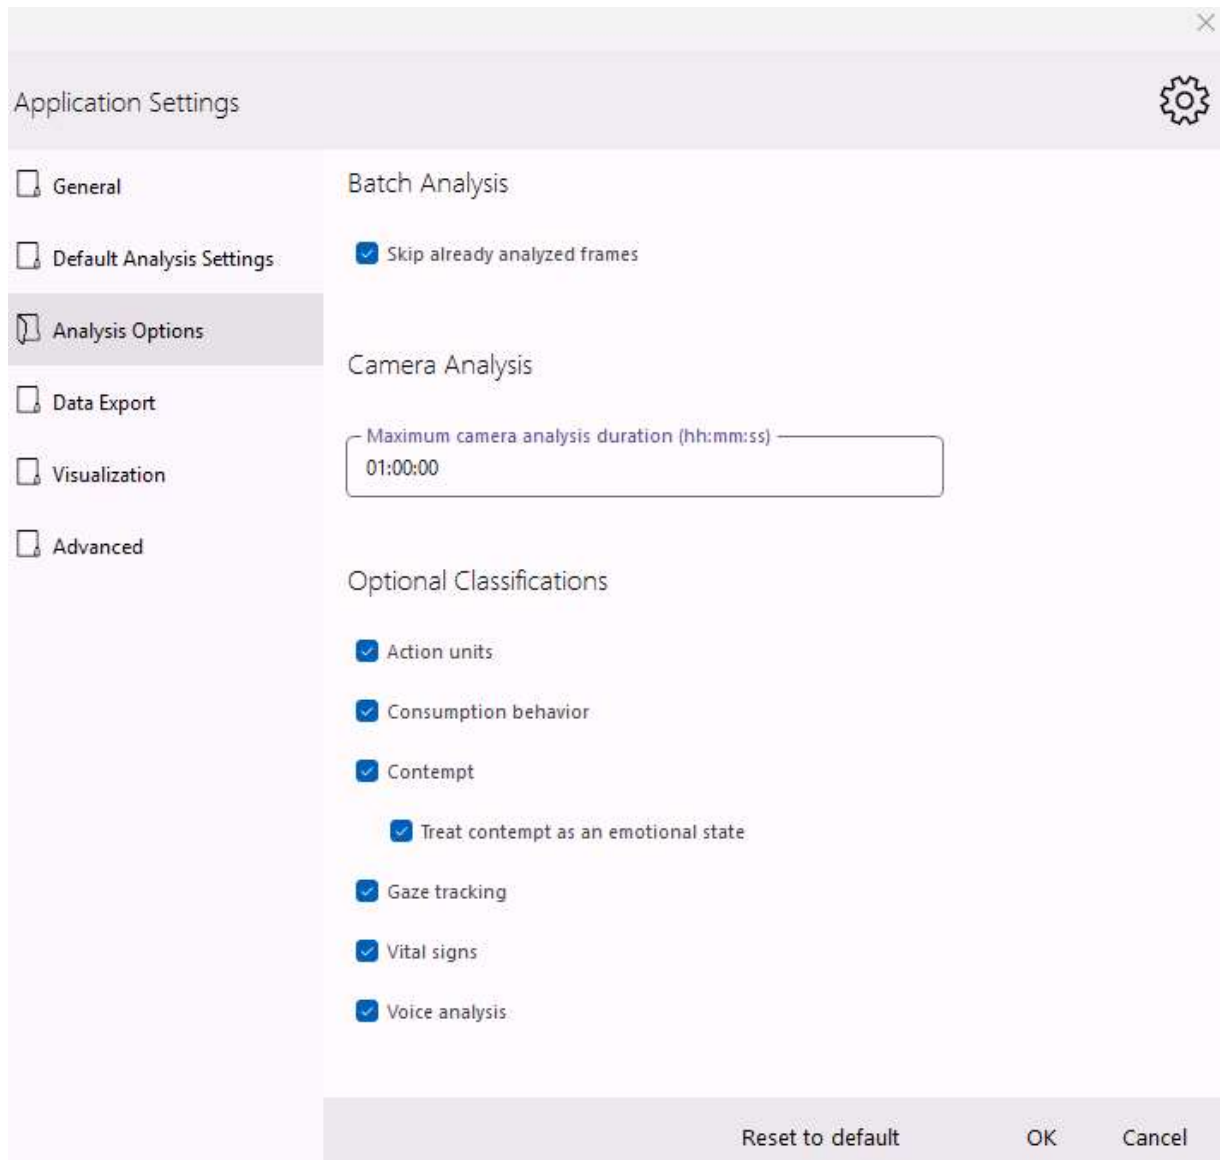 Application Settings
General
Default Analysis Settings
Analysis Options
Data Export
Visualization
Advanced
Batch Analysis
Skip already analyzed frames
Camera Analysis
Maximum camera analysis duration (hh:mm:ss)
01:00:00
Optional Classifications
Action units
Consumption behavior
Contempt
Treat contempt as an emotional state
Gaze tracking
Vital signs
Voice analysis
Reset to default
OK
Cancel